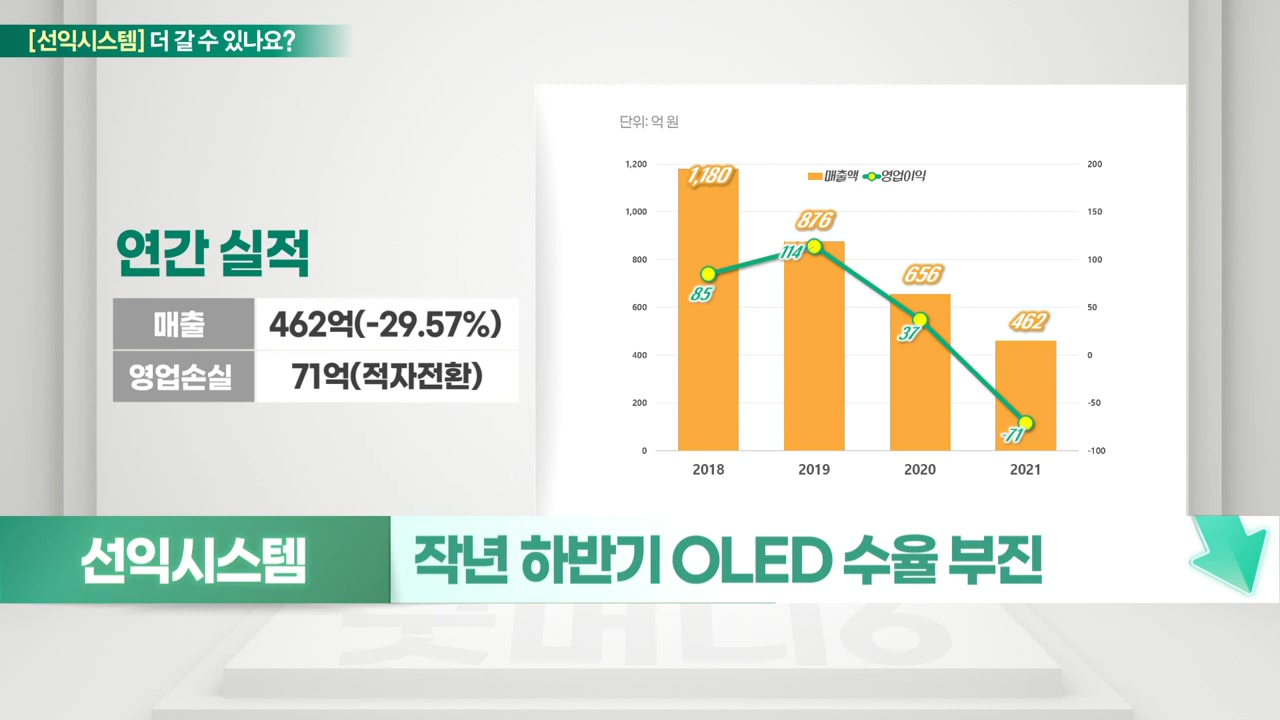 [선익시스템] 더 갈 수 있나요?
단위: 억 원
매출액 영업이익
1,200
1,000
800
600
400
200
0
200
150
100
50
0
-50
-100
1,180
876
656
462
85
114
37
-71
2018 2019 2020 2021
연간 실적
매출 462억(-29.57%)
영업손실 71억(적자전환)
선익시스템 작년 하반기 OLED 수율 부진
굿머니6